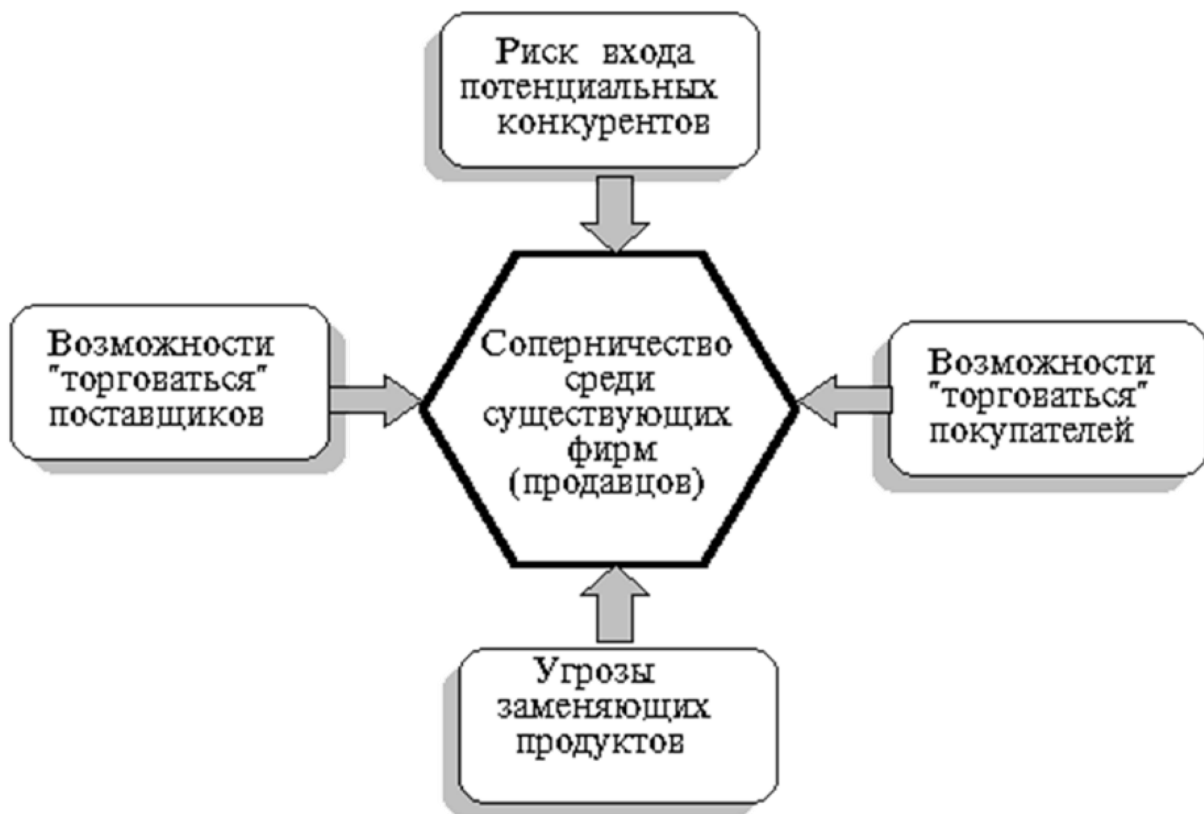 Риск входа
потенциальных
конкурентов
Возможности
"торговаться"
поставщиков
Соперничество
среди
существующих
фирм
(продавцов)
Возможности
"торговаться"
покупателей
Угрозы
заменяющих
продуктов